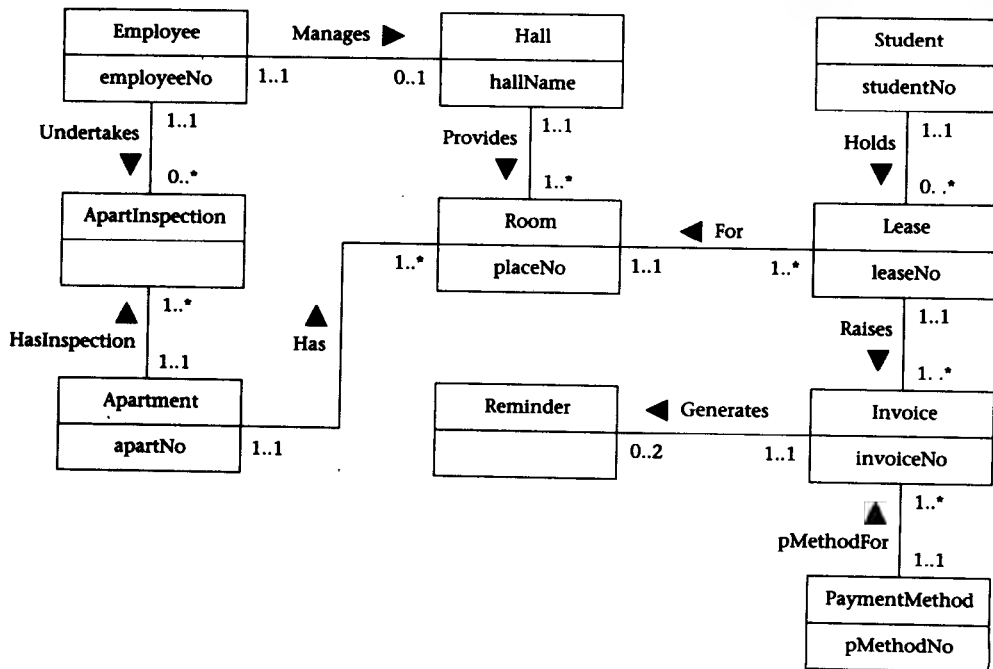 Employee
employeeNo
Manages
1..1
0..1
Hall
hallName
Student
studentNo
1..1
Undertakes
0..*
1..1
Provides
1..*
1..1
Holds
0. .*
ApartInspection
Room
placeNo
For
1..*
1..1
1..*
Lease
leaseNo
1..*
HasInspection
1..1
Has
1..1
Raises
1. .*
Apartment
apartNo
1..1
Reminder
Generates
0..2
1..1
Invoice
invoiceNo
1..*
pMethodFor
1..1
PaymentMethod
pMethodNo